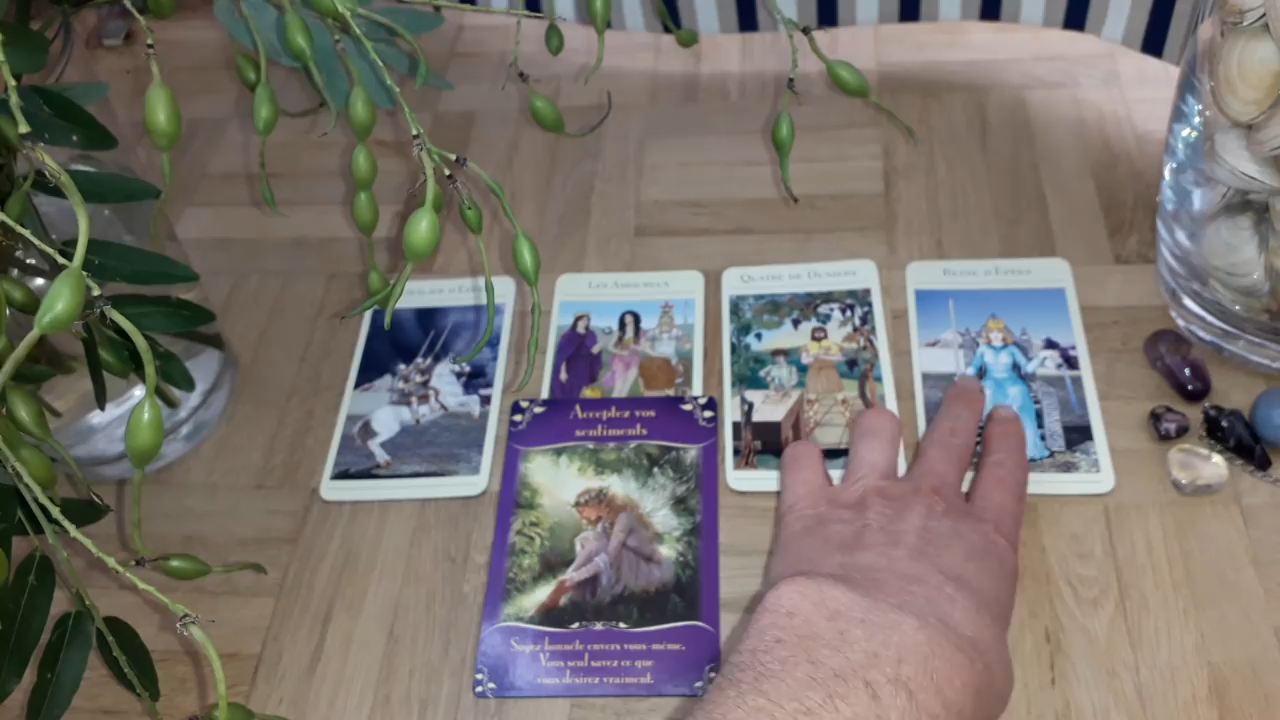 Les Amoureux
Quatre de Deniers
Reine d'Épées
Acceptez vos
sentiments
Soyez honnête envers vous-même.
Vous seul savez ce que
vous désirez vraiment.